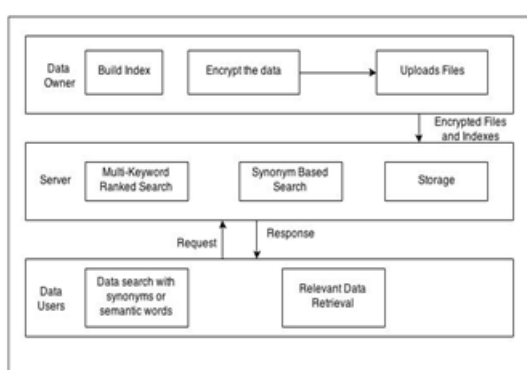 Data
Owner
Build Index
Encrypt the data
Uploads Files
Encrypted Files
and Indexes
Server
Multi-Keyword
Ranked Search
Synonym Based
Search
Storage
Request
Response
Data
Users
Data search with
synonyms or
semantic words
Relevant Data
Retrieval